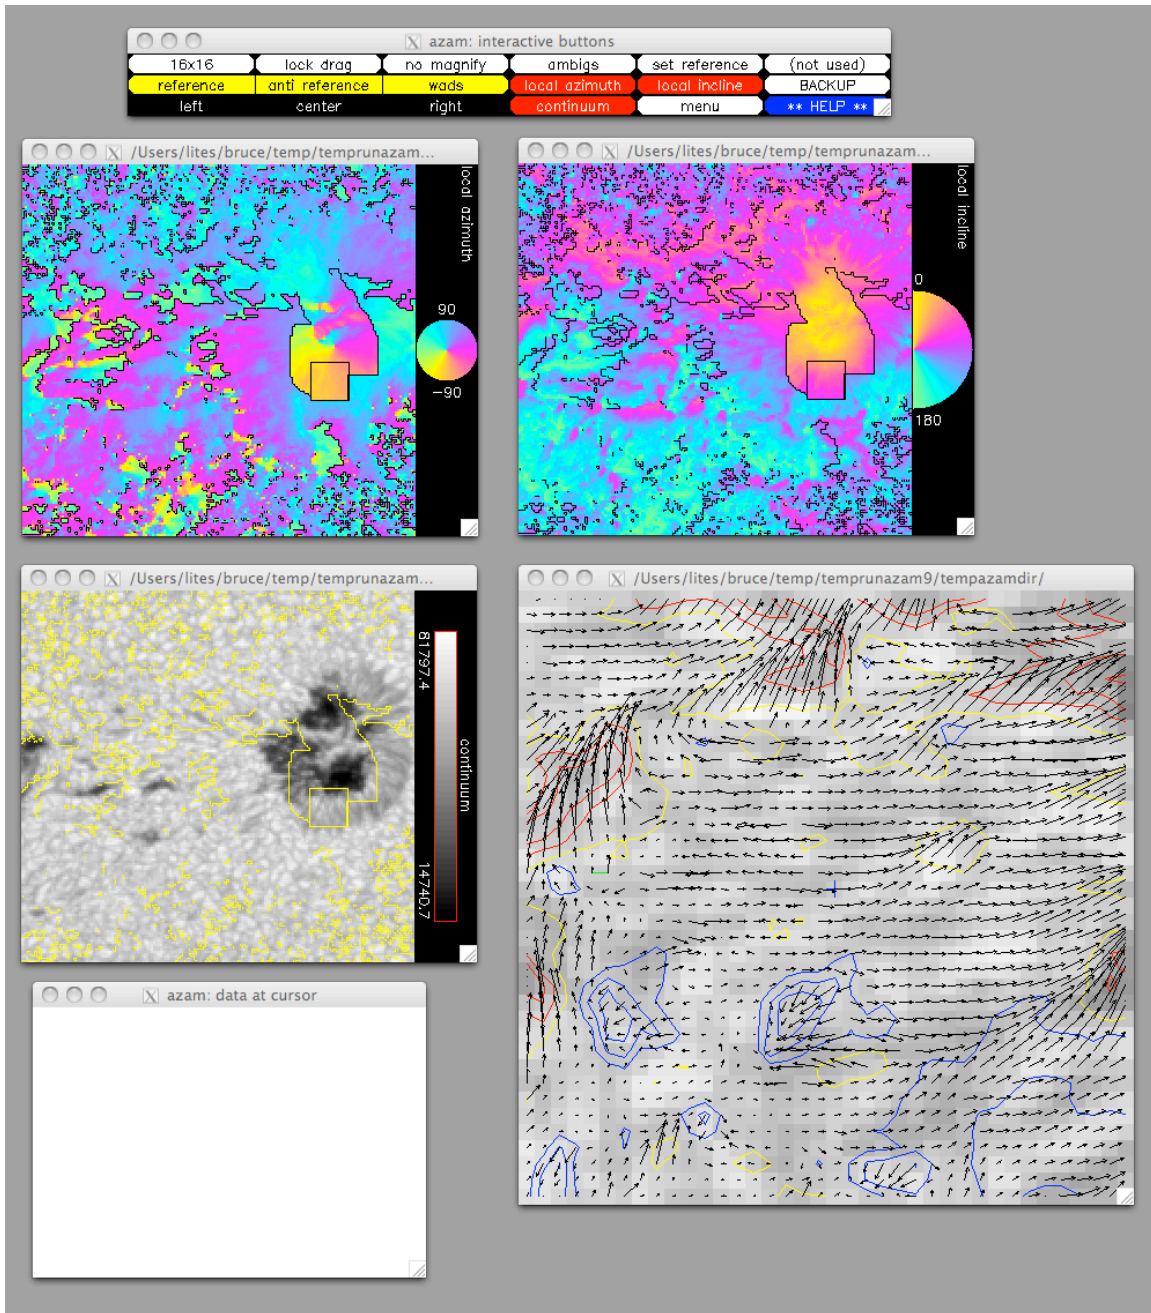 azam: interactive buttons
16x16 lock drag no magnify ambigs set reference (not used)
reference anti reference wads local azimuth local incline BACKUP
left center right continuum menu ** HELP **
/Users/lites/bruce/temp/temprunazam...
local azimuth
90
−90
/Users/lites/bruce/temp/temprunazam...
local incline
0
180
/Users/lites/bruce/temp/temprunazam...
81797.4
continuum
14740.7
/Users/lites/bruce/temp/temprunazam9/tempazamdir/
azam: data at cursor